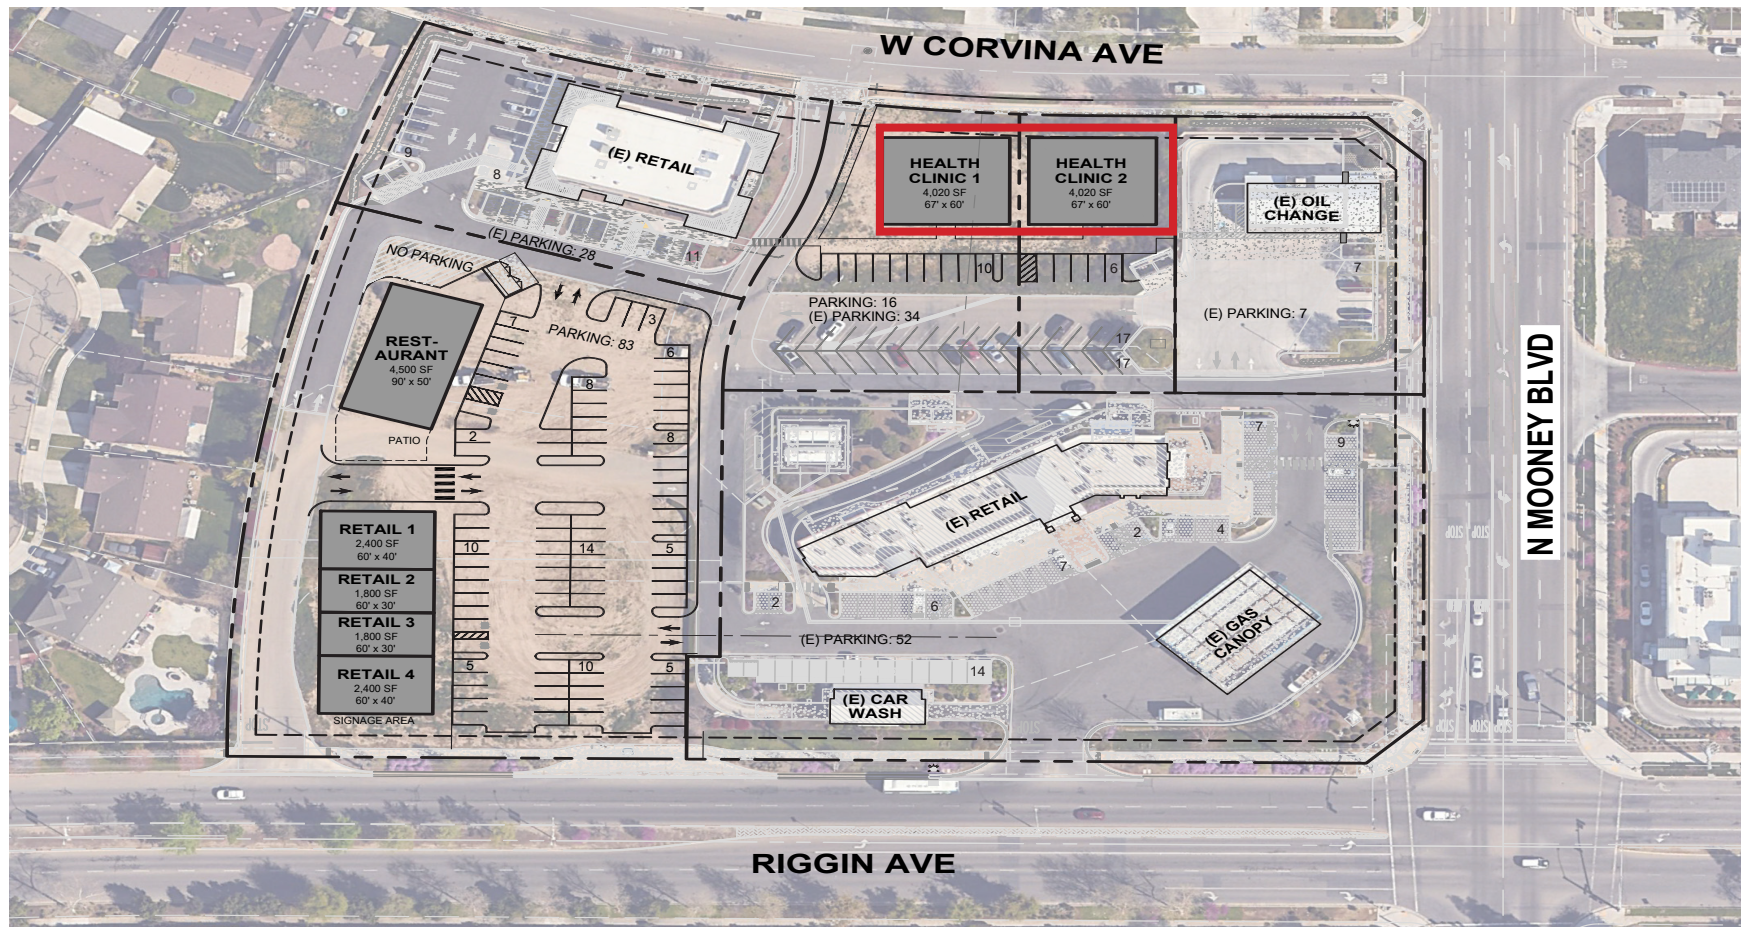 W CORVINA AVE
(E) RETAIL
9
8
(E) PARKING: 28
11
HEALTH
CLINIC 1
4,020 SF
67' x 60'
HEALTH
CLINIC 2
4,020 SF
67' x 60'
(E) OIL
CHANGE
7
10
6
PARKING: 16
(E) PARKING: 34
(E) PARKING: 7
17
17
NO PARKING
PARKING: 83
7
3
6
8
REST-
AURANT
4,500 SF
90' x 50'
PATIO
2
8
N MOONEY BLVD
(E) RETAIL
7
9
2
4
7
6
2
RETAIL 1
2,400 SF
60' x 40'
RETAIL 2
1,800 SF
60' x 30'
RETAIL 3
1,800 SF
60' x 30'
RETAIL 4
2,400 SF
60' x 40'
SIGNAGE AREA
10
14
5
5
10
5
(E) PARKING: 52
(E) GAS
CANOPY
14
(E) CAR
WASH
STOP
STOP
STOP
STOP
RIGGIN AVE